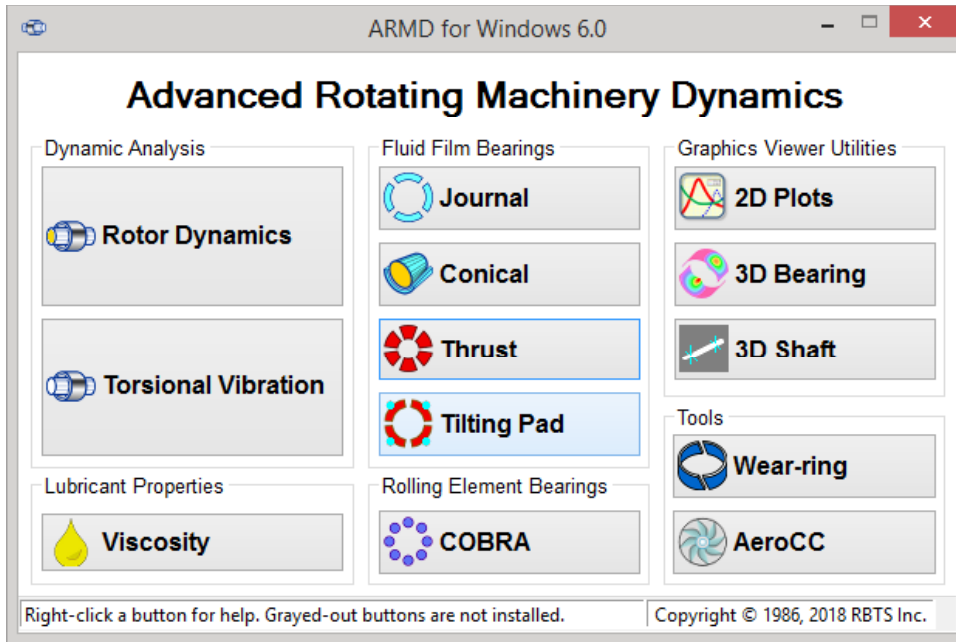 ARMD for Windows 6.0
Advanced Rotating Machinery Dynamics
Dynamic Analysis
Rotor Dynamics
Torsional Vibration
Lubricant Properties
Viscosity
Fluid Film Bearings
Journal
Conical
Thrust
Tilting Pad
Rolling Element Bearings
COBRA
Graphics Viewer Utilities
2D Plots
3D Bearing
3D Shaft
Tools
Wear-ring
AeroCC
Right-click a button for help. Grayed-out buttons are not installed.
Copyright © 1986, 2018 RBTS Inc.